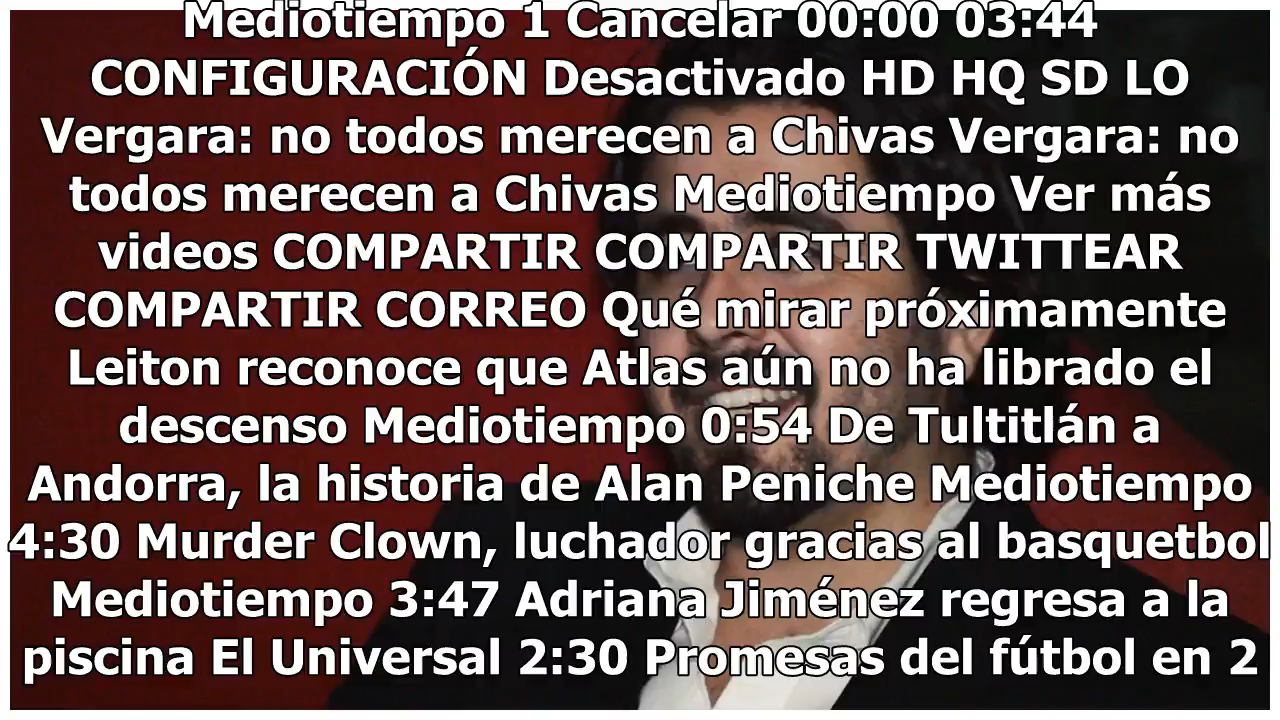 Mediotiempo 1 Cancelar 00:00 03:44
CONFIGURACIÓN Desactivado HD HQ SD LO
Vergara: no todos merecen a Chivas Vergara: no
todos merecen a Chivas Mediotiempo Ver más
videos COMPARTIR COMPARTIR TWITTEAR
COMPARTIR CORREO Qué mirar próximamente
Leiton reconoce que Atlas aún no ha librado el
descenso Mediotiempo 0:54 De Tultitlán a
Andorra, la historia de Alan Peniche Mediotiempo
4:30 Murder Clown, luchador gracias al basquetbol
Mediotiempo 3:47 Adriana Jiménez regresa a la
piscina El Universal 2:30 Promesas del fútbol en 2